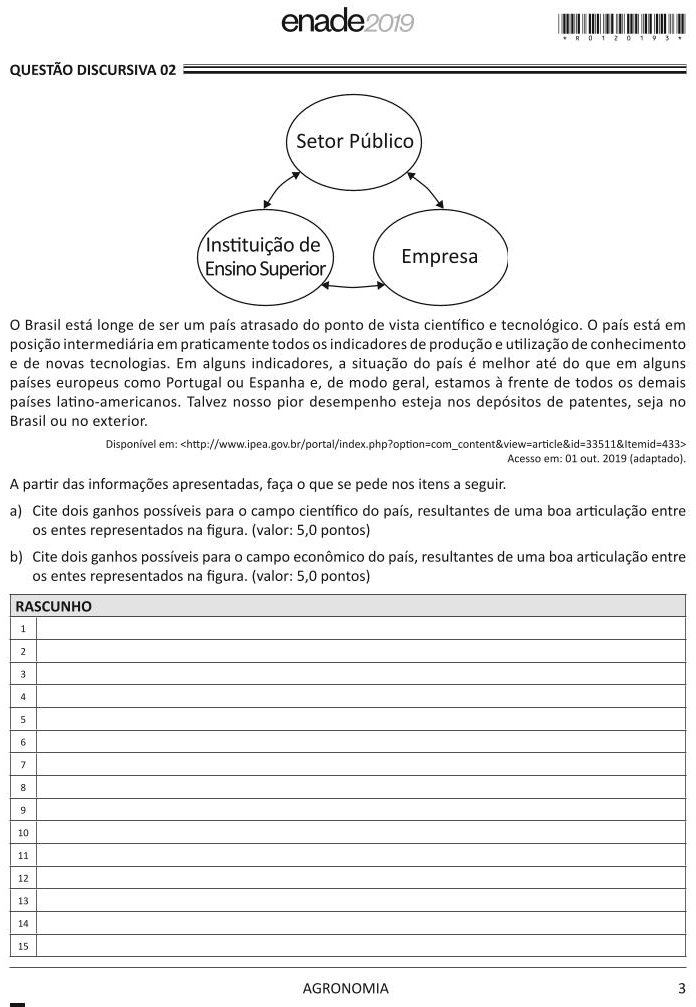 enade2019
*R0120193*
QUESTÃO DISCURSIVA 02
Setor Público
Instituição de
Ensino Superior
Empresa
O Brasil está longe de ser um país atrasado do ponto de vista científico e tecnológico. O país está em
posição intermediária em praticamente todos os indicadores de produção e utilização de conhecimento
e de novas tecnologias. Em alguns indicadores, a situação do país é melhor até do que em alguns
países europeus como Portugal ou Espanha e, de modo geral, estamos à frente de todos os demais
países latino-americanos. Talvez nosso pior desempenho esteja nos depósitos de patentes, seja no
Brasil ou no exterior.
Disponível em: <http://www.ipea.gov.br/portal/index.php?option=com_content&view=article&id=33511&Itemid=433>
Acesso em: 01 out. 2019 (adaptado).
A partir das informações apresentadas, faça o que se pede nos itens a seguir.
a) Cite dois ganhos possíveis para o campo científico do país, resultantes de uma boa articulação entre
os entes representados na figura. (valor: 5,0 pontos)
b) Cite dois ganhos possíveis para o campo econômico do país, resultantes de uma boa articulação entre
os entes representados na figura. (valor: 5,0 pontos)
RASCUNHO
1
2
3
4
5
6
7
8
9
10
11
12
13
14
15
AGRONOMIA
3